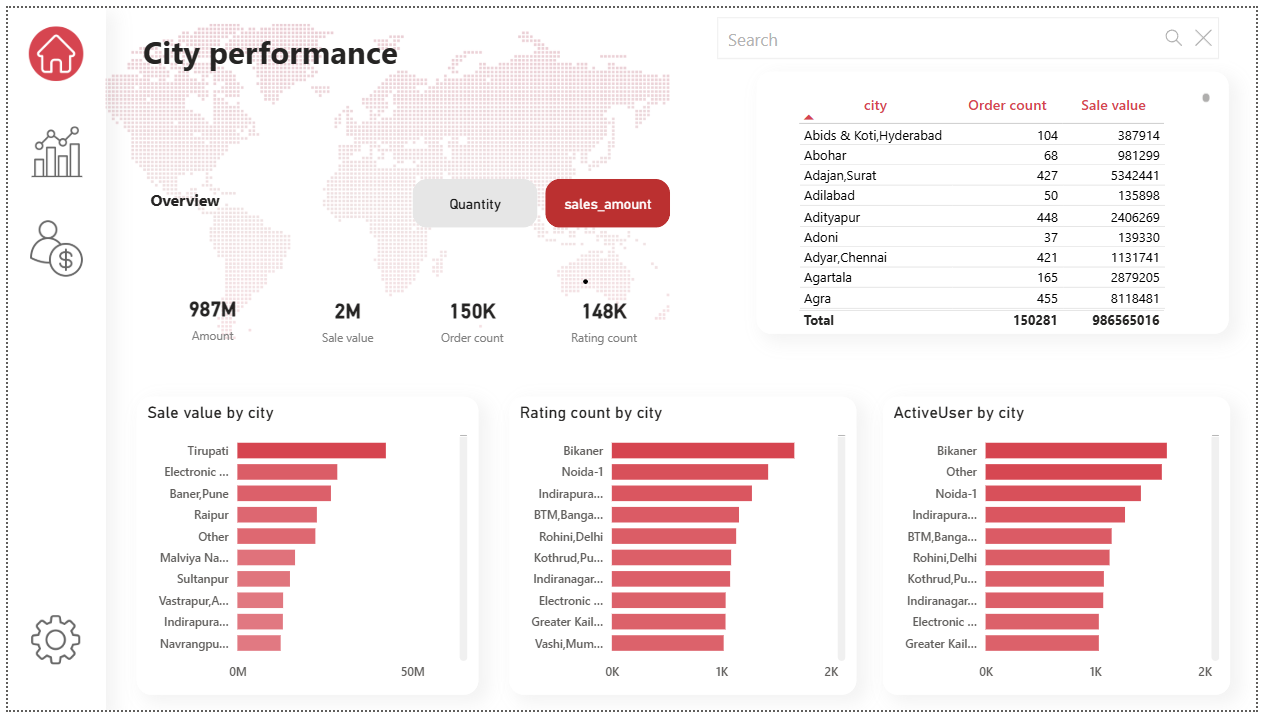 City performance
Search
Overview
Quantity
sales_amount
987M
Amount
2M
Sale value
150K
Order count
148K
Rating count
city Order count Sale value
Abids & Koti,Hyderabad 104 387914
Abohar 68 981299
Adajan,Surat 427 5342441
Adilabad 50 135898
Adityapur 448 2406269
Adoni 37 139330
Adyar,Chennai 421 1131741
Agartala 165 2879205
Agra 455 8118481
Total 150281 986565016
Sale value by city
Tirupati
Electronic ...
Baner,Pune
Raipur
Other
Malviya Na...
Sultanpur
Vastrapur,A...
Indirapura...
Navrangpu...
0M 50M
Rating count by city
Bikaner
Noida-1
Indirapura...
BTM,Banga...
Rohini,Delhi
Kothrud,Pu...
Indiranagar...
Electronic ...
Greater Kail...
Vashi,Mum...
0K 1K 2K
ActiveUser by city
Bikaner
Other
Noida-1
Indirapura...
BTM,Banga...
Rohini,Delhi
Kothrud,Pu...
Indiranagar...
Electronic ...
Greater Kail...
0K 1K 2K